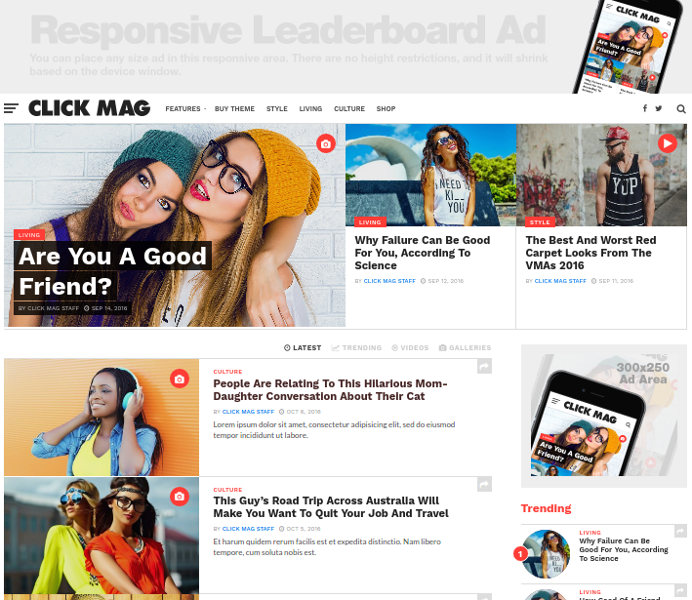 Responsive Leaderboard Ad
You can place any size ad in this responsive area. There are no height restrictions, and it will shrink
based on the device window.
CLICK MAG
Are You A Good
Friend?
CLICK MAG
FEATURES
BUY THEME
STYLE
LIVING
CULTURE
SHOP
LIVING
Are You A Good
Friend?
BY CLICK MAG STAFF SEP 14, 2016
NEED
KILL
YOU
LIVING
Why Failure Can Be Good
For You, According To
Science
BY CLICK MAG STAFF SEP 12, 2016
YUP
STYLE
The Best And Worst Red
Carpet Looks From The
VMAs 2016
BY CLICK MAG STAFF SEP 11, 2016
LATEST
TRENDING
VIDEOS
GALLERIES
CULTURE
People Are Relating To This Hilarious Mom-
Daughter Conversation About Their Cat
BY CLICK MAG STAFF OCT 6, 2016
Lorem ipsum dolor sit amet, consectetur adipisicing elit, sed do eiusmod
tempor incididunt ut labore.
CULTURE
This Guy's Road Trip Across Australia Will
Make You Want To Quit Your Job And Travel
BY CLICK MAG STAFF OCT 5, 2016
Et harum quidem rerum facilis est et expedita distinctio. Nam libero
tempore, cum soluta nobis est.
300x250
Ad Area
CLICK MAG
Are You A Good
Friend?
Trending
1
LIVING
Why Failure Can Be
Good For You, According
To Science
LIVING